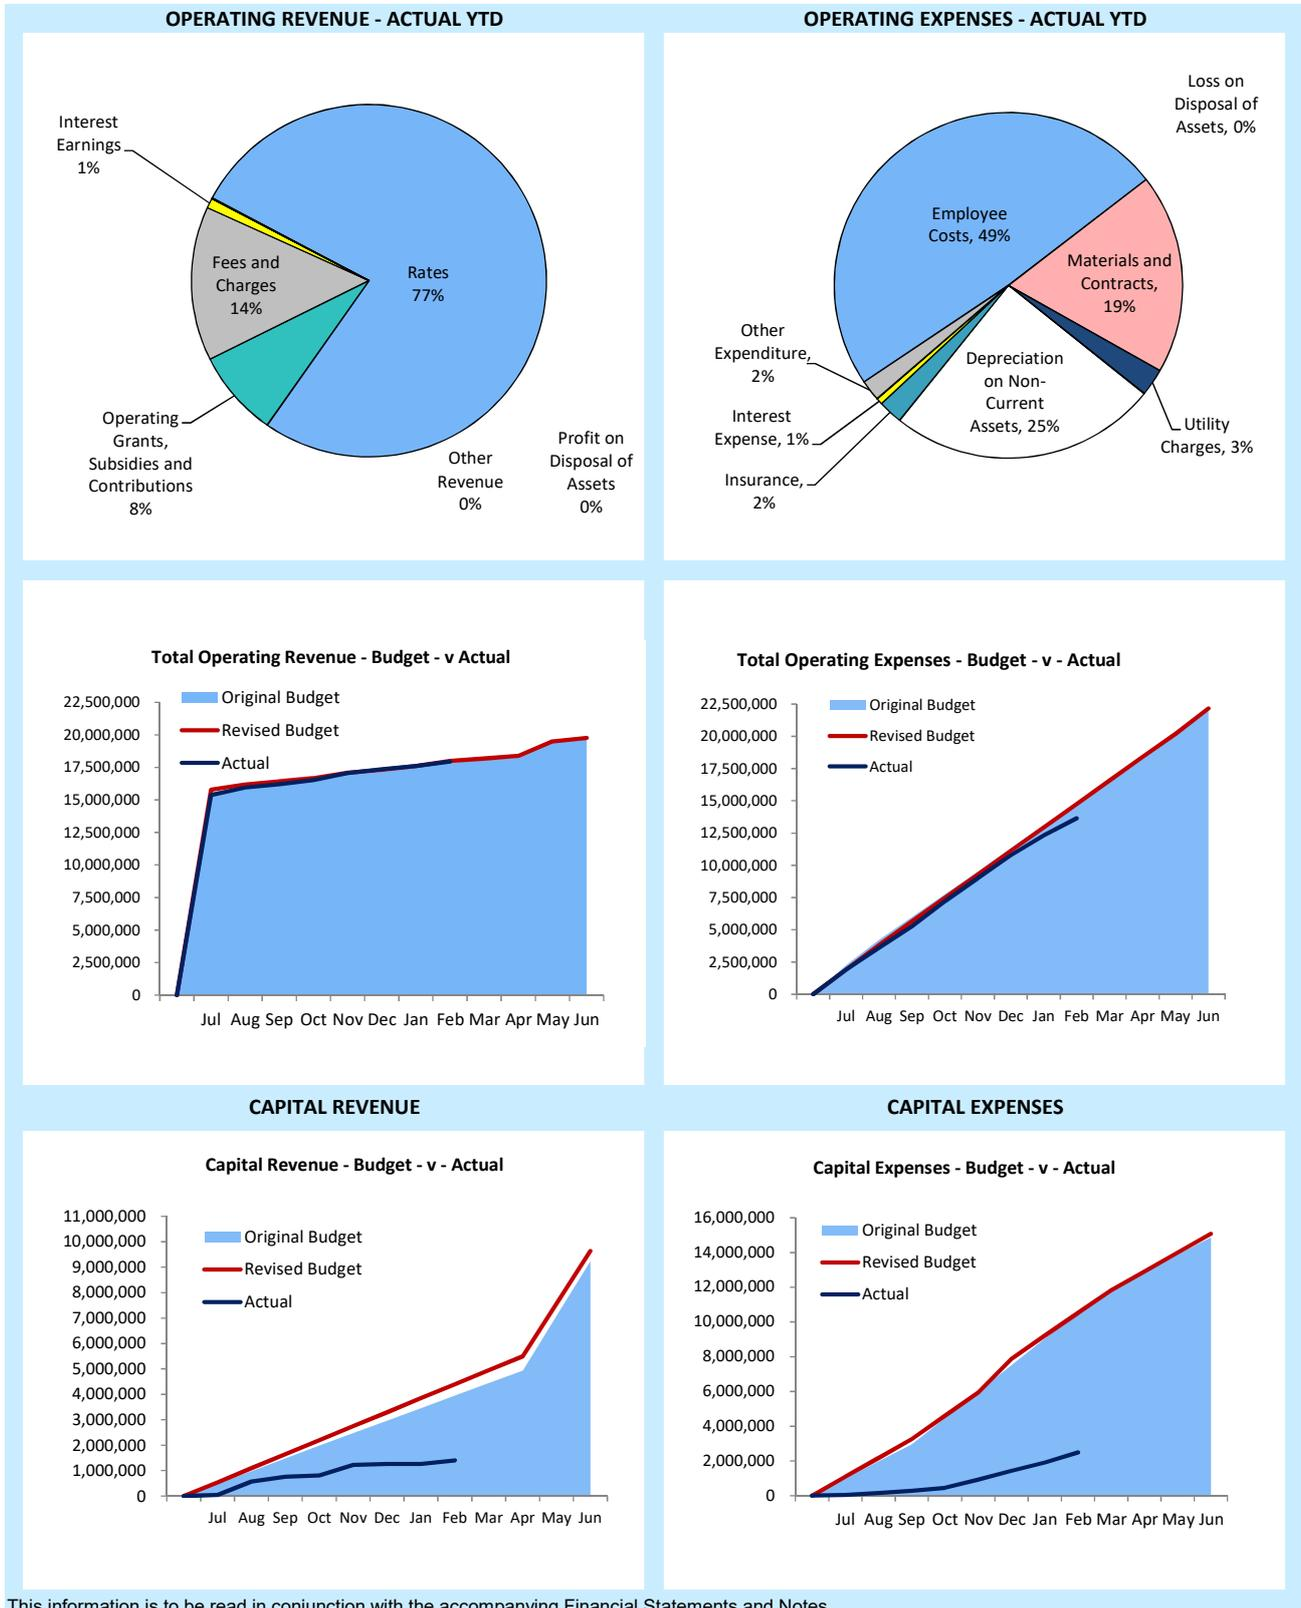 OPERATING REVENUE - ACTUAL YTD
Interest
Earnings
1%
Fees and
Charges
14%
Rates
77%
Operating
Grants,
Subsidies and
Contributions
8%
Other
Revenue
0%
Profit on
Disposal of
Assets
0%
OPERATING EXPENSES - ACTUAL YTD
Loss on
Disposal of
Assets, 0%
Employee
Costs, 49%
Materials and
Contracts,
19%
Other
Expenditure,
2%
Depreciation
on Non-
Current
Assets, 25%
Interest
Expense, 1%
Utility
Charges, 3%
Insurance,
2%
Total Operating Revenue - Budget - v Actual
Original Budget
Revised Budget
Actual
22,500,000
20,000,000
17,500,000
15,000,000
12,500,000
10,000,000
7,500,000
5,000,000
2,500,000
0
Jul Aug Sep Oct Nov Dec Jan Feb Mar Apr May Jun
Total Operating Expenses - Budget - v - Actual
Original Budget
Revised Budget
Actual
22,500,000
20,000,000
17,500,000
15,000,000
12,500,000
10,000,000
7,500,000
5,000,000
2,500,000
0
Jul Aug Sep Oct Nov Dec Jan Feb Mar Apr May Jun
CAPITAL REVENUE
Capital Revenue - Budget - v - Actual
Original Budget
Revised Budget
Actual
11,000,000
10,000,000
9,000,000
8,000,000
7,000,000
6,000,000
5,000,000
4,000,000
3,000,000
2,000,000
1,000,000
0
Jul Aug Sep Oct Nov Dec Jan Feb Mar Apr May Jun
CAPITAL EXPENSES
Capital Expenses - Budget - v - Actual
Original Budget
Revised Budget
Actual
16,000,000
14,000,000
12,000,000
10,000,000
8,000,000
6,000,000
4,000,000
2,000,000
0
Jul Aug Sep Oct Nov Dec Jan Feb Mar Apr May Jun
This information is to be read in conjunction with the accompanying Financial Statements and Notes